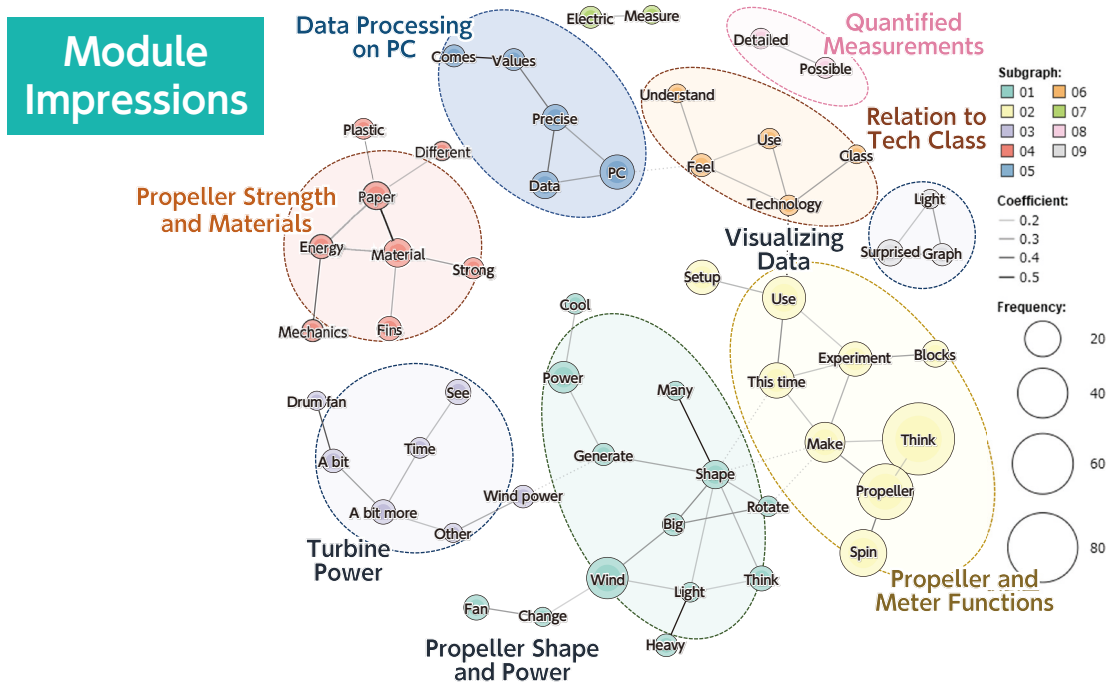 Module
Impressions
Data Processing
on PC
Electric
Measure
Quantified
Measurements
Detailed
Possible
Comes
Values
Precise
Data
PC
Understand
Use
Feel
Class
Technology
Relation to
Tech Class
Subgraph:
01
06
02
07
03
08
04
09
05
Coefficient:
0.2
0.3
0.4
0.5
Frequency:
20
40
60
80
Plastic
Different
Paper
Propeller Strength
and Materials
Energy
Material
Strong
Mechanics
Fins
Light
Surprised
Graph
Visualizing
Data
Setup
Use
Experiment
Blocks
This time
Make
Think
Propeller
Spin
Propeller and
Meter Functions
Cool
Power
Many
Generate
Shape
Big
Rotate
Wind
Light
Think
Heavy
Fan
Change
Propeller Shape
and Power
Drum fan
See
A bit
Time
A bit more
Wind power
Other
Turbine
Power